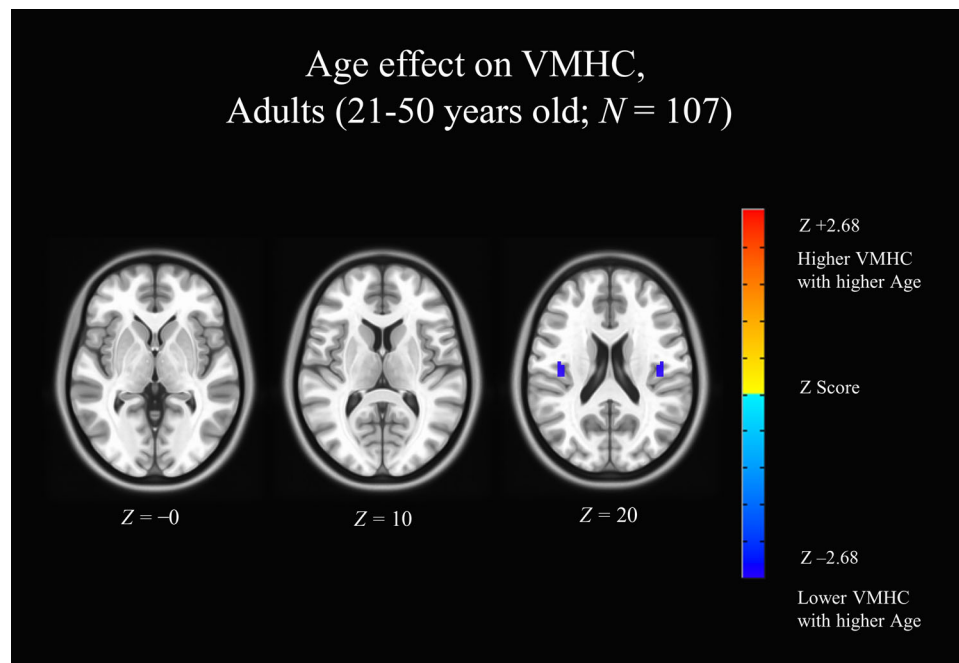 Age effect on VMHC,
Adults (21-50 years old; N = 107)
Z +2.68
Higher VMHC
with higher Age
Z Score
Z –2.68
Lower VMHC
with higher Age
Z = –0
Z = 10
Z = 20